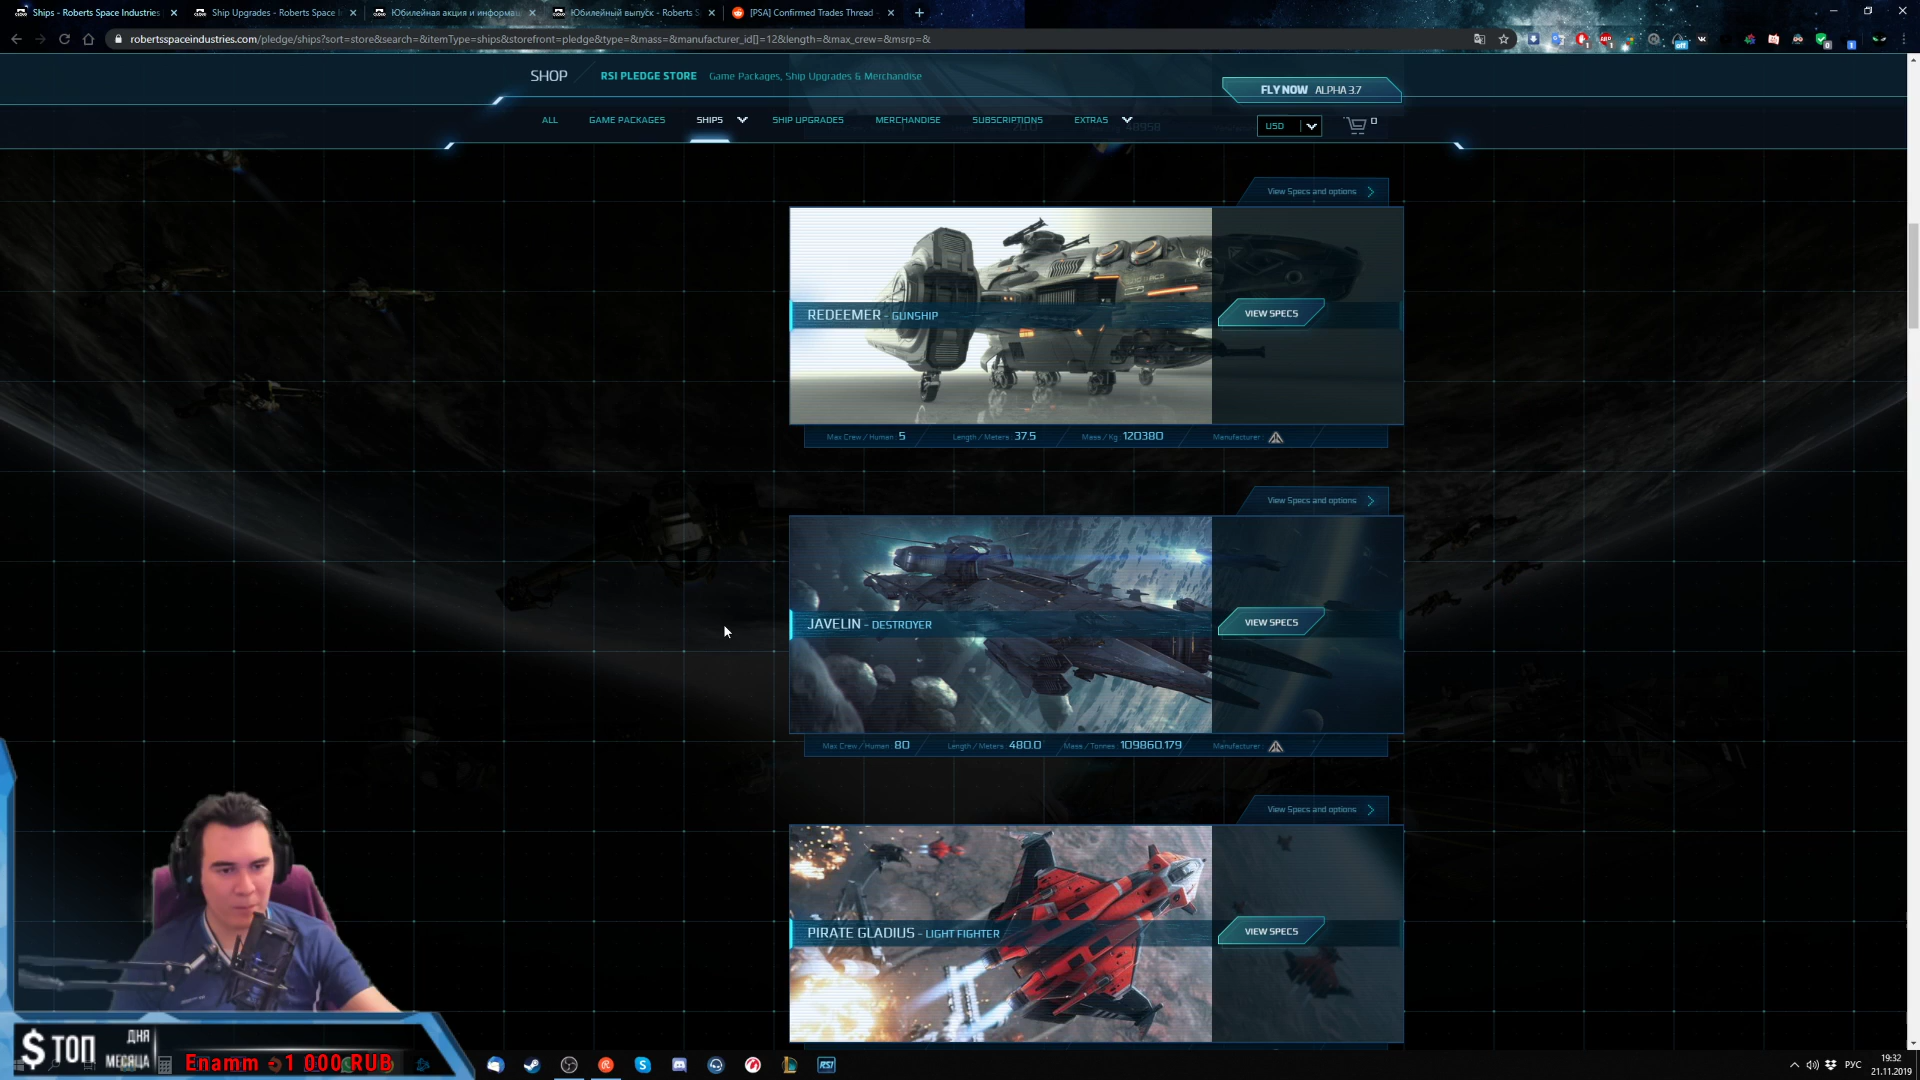 Ships - Roberts Space Industries
Ship Upgrades - Roberts Space I
Юбилейная акция и информац
Юбилейный выпуск - Roberts S
[PSA] Confirmed Trades Thread -
robertsspaceindustries.com/pledge/ships?sort=store&search=&itemType=ships&storefront=pledge&type=&mass=&manufacturer_id[]=12&length=&max_crew=&msrp=&
SHOP RSI PLEDGE STORE Game Packages, Ship Upgrades & Merchandise
FLY NOW ALPHA 3.7
ALL GAME PACKAGES SHIPS SHIP UPGRADES MERCHANDISE SUBSCRIPTIONS EXTRAS
48958
USD 0
View Specs and options
REDEEMER - GUNSHIP
VIEW SPECS
Max Crew / Human : 5 Length / Meters : 37.5 Mass / Kg : 120380 Manufacturer :
View Specs and options
JAVELIN - DESTROYER
VIEW SPECS
Max Crew / Human : 80 Length / Meters : 480.0 Mass / Tonnes : 109860.179 Manufacturer :
View Specs and options
PIRATE GLADIUS - LIGHT FIGHTER
VIEW SPECS
$ ТОП
ДНЯ
МЕСЯЦА
Enamm - 1 000 RUB
RSI
РУС
19:32
21.11.2019